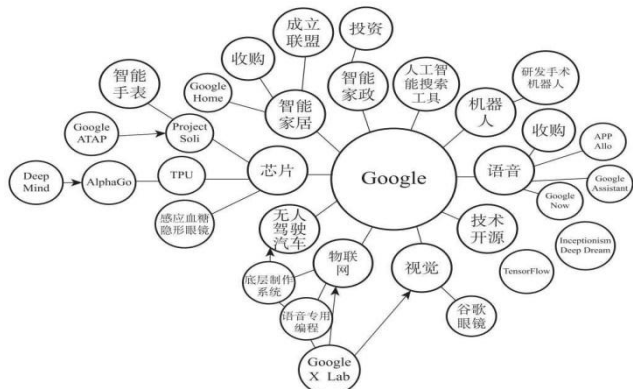 成立
联盟
投资
收购
智能
手表
Google
Home
智能
家居
智能
家政
人工智
能搜索
工具
机器
人
研发手术
机器人
收购
APP
Allo
Google
ATAP
Project
Soli
Deep
Mind
AlphaGo
TPU
芯片
Google
语音
Google
Assistant
Google
Now
感应血糖
隐形眼镜
无人
驾驶
汽车
技术
开源
Inceptionism
Deep Dream
物联
网
视觉
TensorFlow
底层制作
系统
语音专用
编程
谷歌
眼镜
Google
X Lab